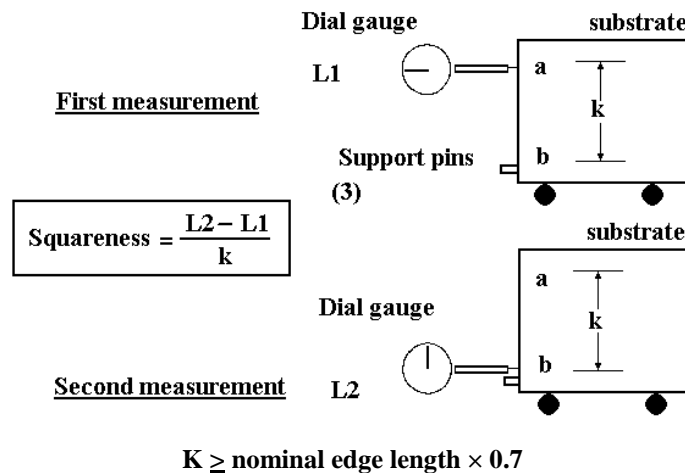 Dial gauge
substrate
L1
a
First measurement
k
Support pins
b
(3)
Squareness = L2 – L1
k
substrate
a
Dial gauge
k
b
Second measurement
L2
K ≥ nominal edge length × 0.7